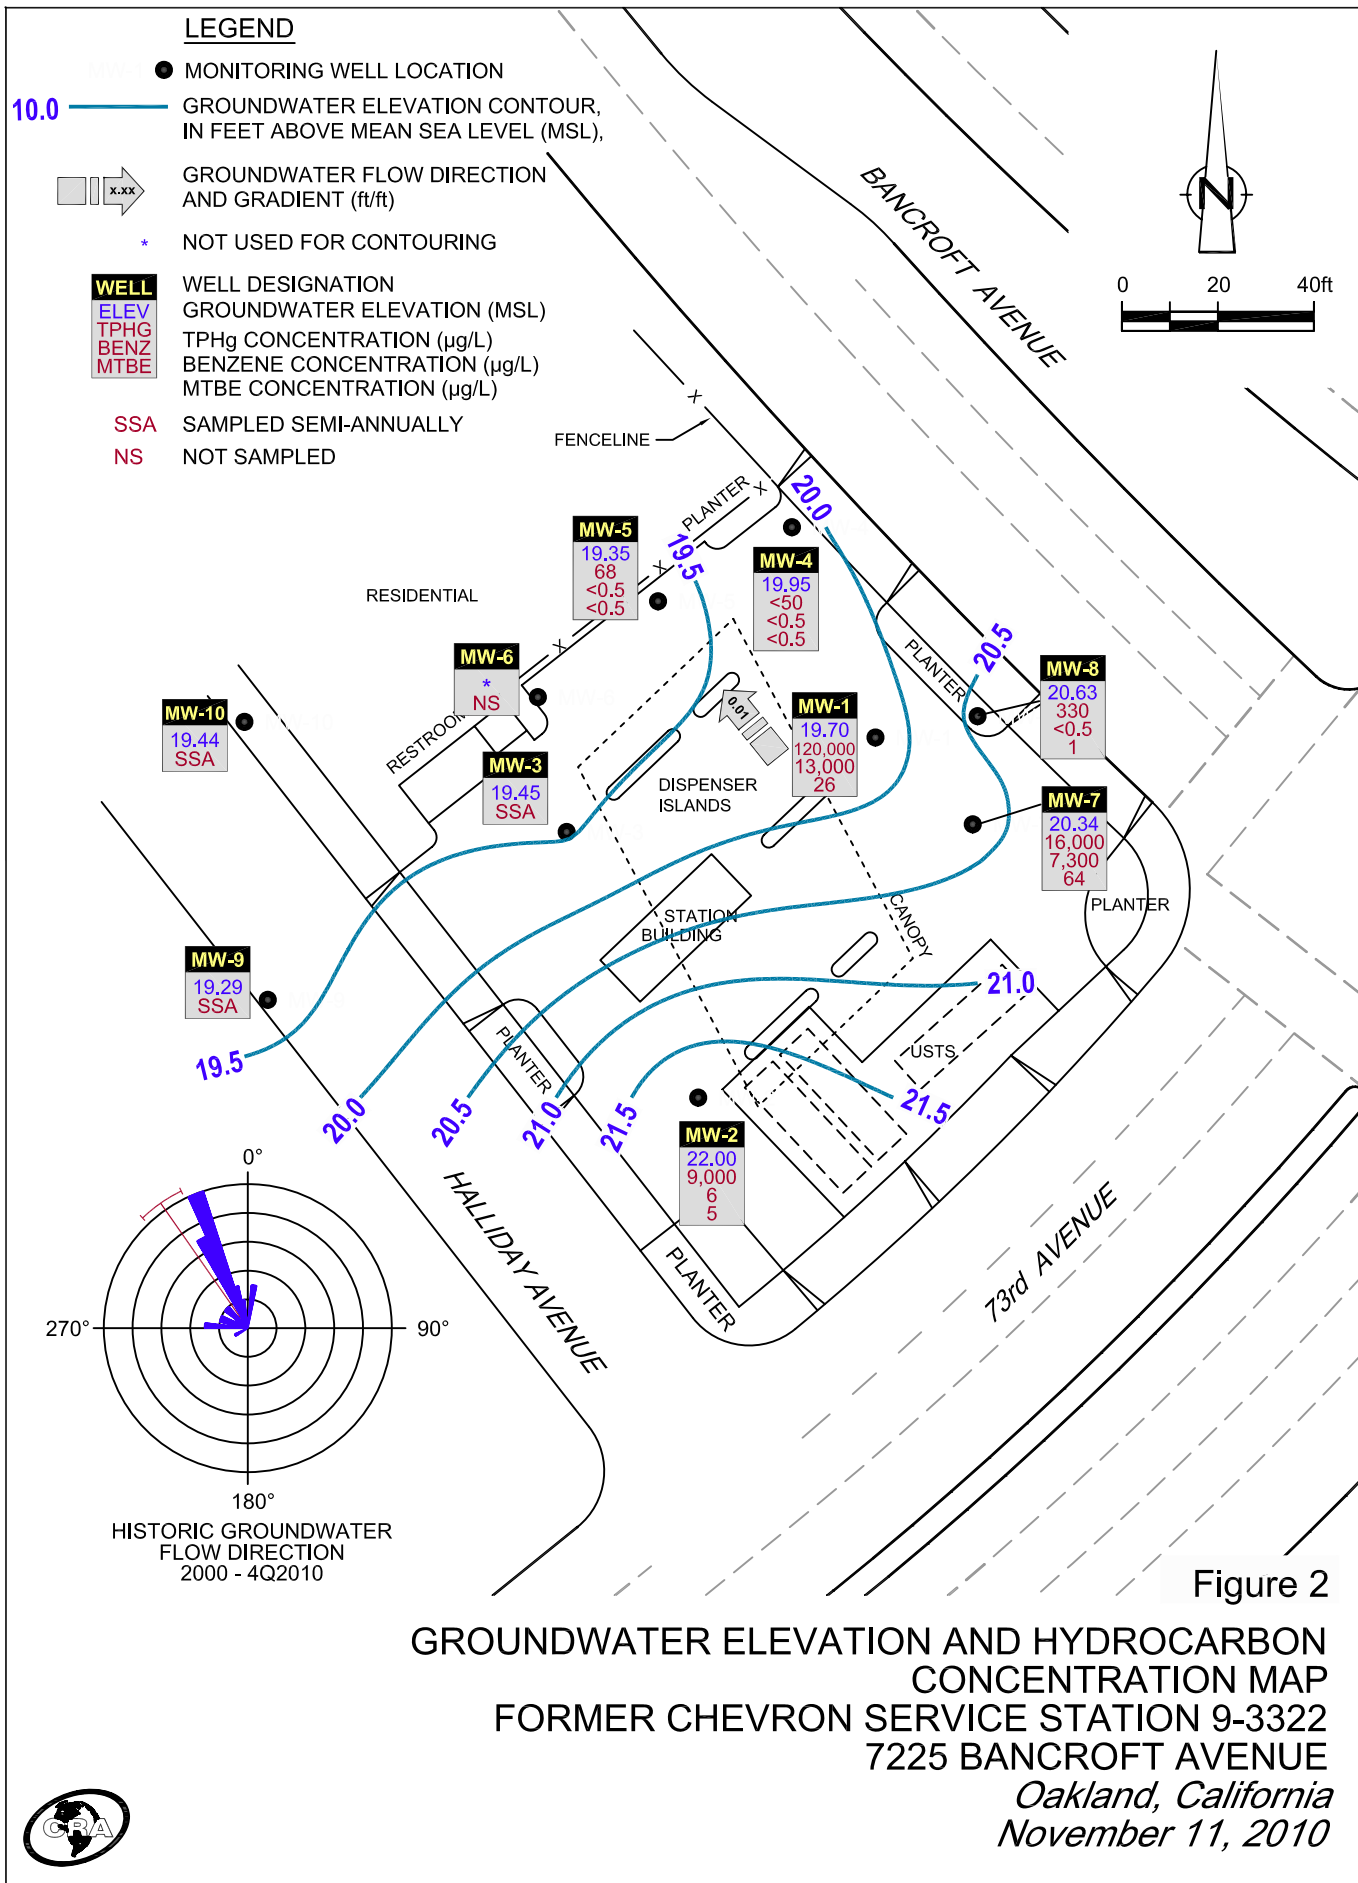 LEGEND
MONITORING WELL LOCATION
10.0
GROUNDWATER ELEVATION CONTOUR,
IN FEET ABOVE MEAN SEA LEVEL (MSL),
x.xx
GROUNDWATER FLOW DIRECTION
AND GRADIENT (ft/ft)
* NOT USED FOR CONTOURING
WELL
ELEV
TPHG
BENZ
MTBE
WELL DESIGNATION
GROUNDWATER ELEVATION (MSL)
TPHg CONCENTRATION (µg/L)
BENZENE CONCENTRATION (µg/L)
MTBE CONCENTRATION (µg/L)
SSA SAMPLED SEMI-ANNUALLY
NS NOT SAMPLED
BANCROFT AVENUE
N
0 20 40ft
X
FENCELINE
X
PLANTER
20.0
19.5
X
X
RESIDENTIAL
MW-5
19.35
68
<0.5
<0.5
MW-4
19.95
<50
<0.5
<0.5
PLANTER
20.5
MW-8
20.63
330
<0.5
1
MW-6
*
NS
MW-10
19.44
SSA
RESTROOM
MW-3
19.45
SSA
0.01
MW-1
19.70
120,000
13,000
26
DISPENSER
ISLANDS
MW-7
20.34
16,000
7,300
64
PLANTER
STATION
BUILDING
CANOPY
MW-9
19.29
SSA
21.0
USTS
PLANTER
19.5
20.0
20.5
21.0
21.5
21.5
MW-2
22.00
9,000
6
5
PLANTER
HALLIDAY AVENUE
73rd AVENUE
0°
270°
90°
180°
HISTORIC GROUNDWATER
FLOW DIRECTION
2000 - 4Q2010
Figure 2
GROUNDWATER ELEVATION AND HYDROCARBON
CONCENTRATION MAP
FORMER CHEVRON SERVICE STATION 9-3322
7225 BANCROFT AVENUE
Oakland, California
November 11, 2010
CRA